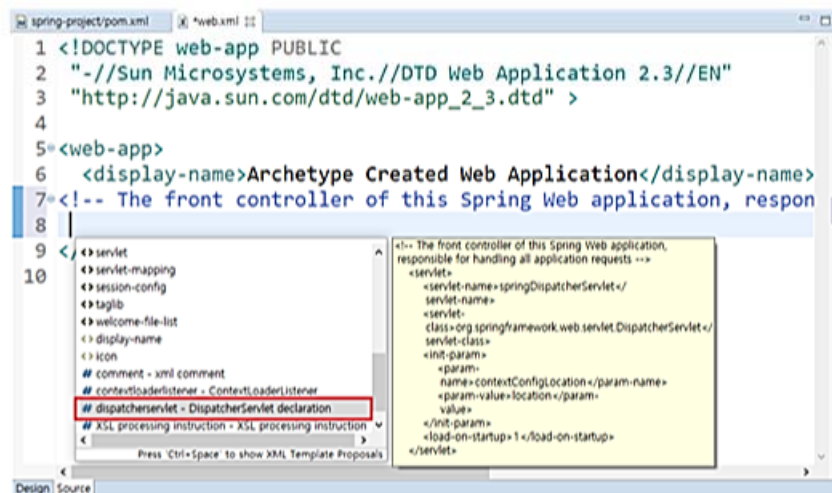 spring-project/pom.xml
*web.xml
1 <!DOCTYPE web-app PUBLIC
2 "-//Sun Microsystems, Inc.//DTD Web Application 2.3//EN"
3 "http://java.sun.com/dtd/web-app_2_3.dtd" >
4
5 <web-app>
6 <display-name>Archetype Created Web Application</display-name>
7 <!-- The front controller of this Spring Web application, respon
8
9 </
10
<> servlet
<> servlet-mapping
<> session-config
<> taglib
<> welcome-file-list
<> display-name
<> icon
# comment - xml comment
# contextloaderlistener - ContextLoaderListener
# dispatcherservlet - DispatcherServlet declaration
# XSL processing instruction - XSL processing instruction
Press 'Ctrl+Space' to show XML Template Proposals
<!-- The front controller of this Spring Web application,
responsible for handling all application requests -->
<servlet>
<servlet-name>springDispatcherServlet</
servlet-name>
<servlet-
class>org.springframework.web.servlet.DispatcherServlet</
servlet-class>
<init-param>
<param-
name>contextConfigLocation</param-name>
<param-value>location</param-
value>
</init-param>
<load-on-startup>1</load-on-startup>
</servlet>
Design Source